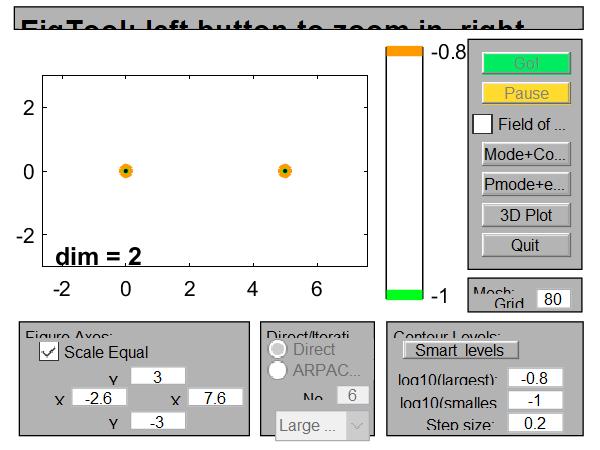 EigTool: left button to zoom in, right
-0.8
-1
2
0
-2
dim = 2
-2
0
2
4
6
Go!
Pause
Field of ...
Mode+Co...
Pmode+e...
3D Plot
Quit
Mesh:
Grid 80
Figure Axes:
Scale Equal
Y 3
X -2.6 X 7.6
Y -3
Direct/Iterati
Direct
ARPAC...
No 6
Large ...
Contour Levels:
Smart levels
log10(largest): -0.8
log10(smalles -1
Step size: 0.2